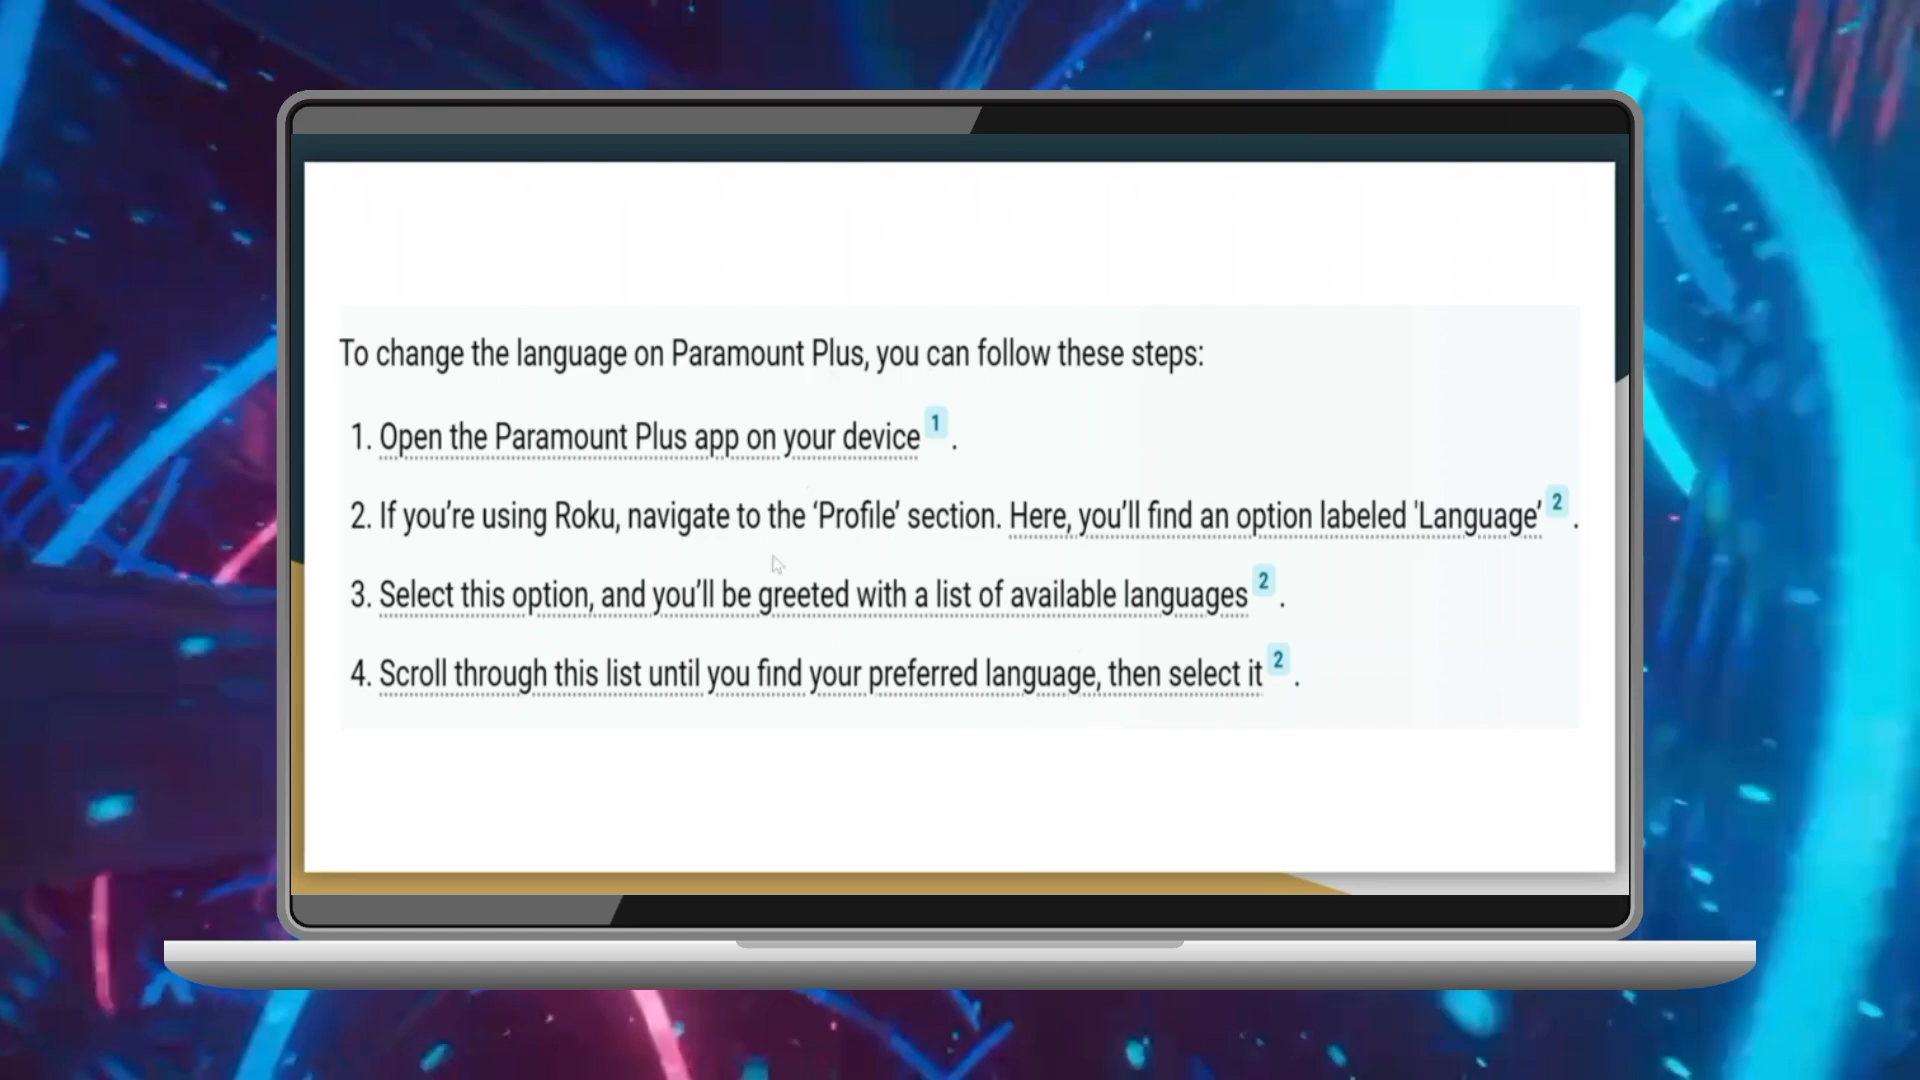 To change the language on Paramount Plus, you can follow these steps:
1. Open the Paramount Plus app on your device 1 .
2. If you’re using Roku, navigate to the ‘Profile’ section. Here, you’ll find an option labeled 'Language’ 2 .
3. Select this option, and you’ll be greeted with a list of available languages 2 .
4. Scroll through this list until you find your preferred language, then select it 2 .